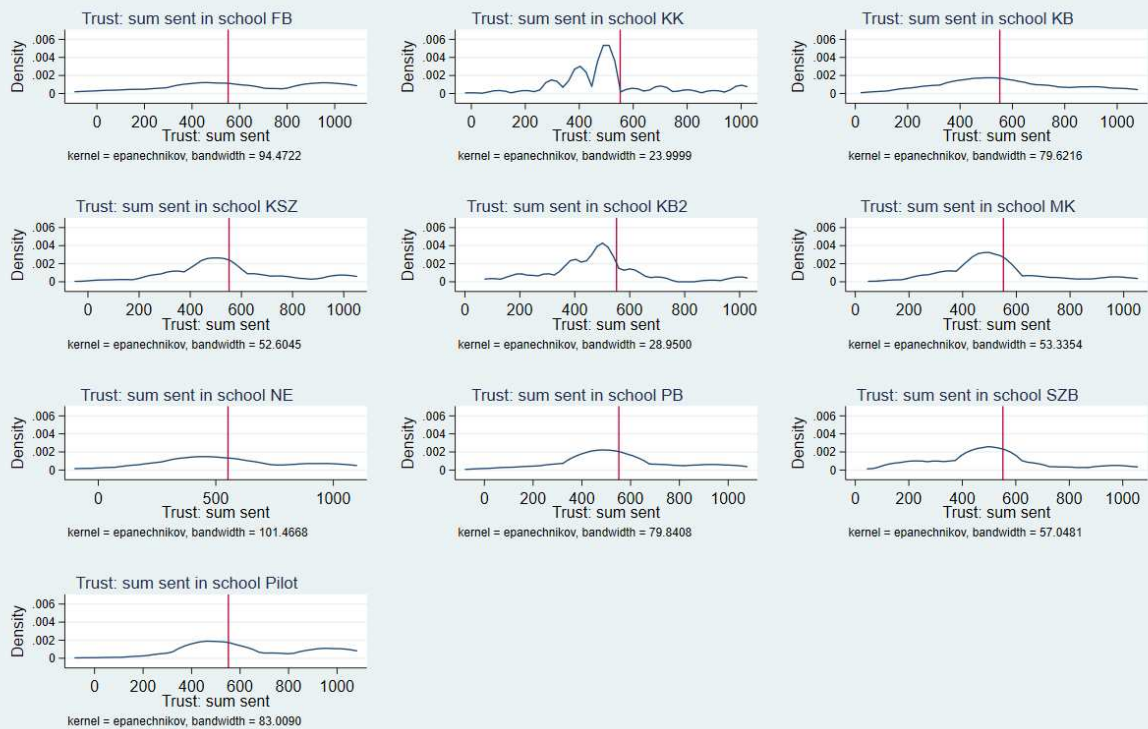 Trust: sum sent in school FB
Density
.006
.004
.002
0
0 200 400 600 800 1000
Trust: sum sent
kernel = epanechnikov, bandwidth = 94.4722
Trust: sum sent in school KK
Density
.006
.004
.002
0
0 200 400 600 800 1000
Trust: sum sent
kernel = epanechnikov, bandwidth = 23.9999
Trust: sum sent in school KB
Density
.006
.004
.002
0
0 200 400 600 800 1000
Trust: sum sent
kernel = epanechnikov, bandwidth = 79.6216
Trust: sum sent in school KSZ
Density
.006
.004
.002
0
0 200 400 600 800 1000
Trust: sum sent
kernel = epanechnikov, bandwidth = 52.6045
Trust: sum sent in school KB2
Density
.006
.004
.002
0
0 200 400 600 800 1000
Trust: sum sent
kernel = epanechnikov, bandwidth = 28.9500
Trust: sum sent in school MK
Density
.006
.004
.002
0
0 200 400 600 800 1000
Trust: sum sent
kernel = epanechnikov, bandwidth = 53.3354
Trust: sum sent in school NE
Density
.006
.004
.002
0
0 500 1000
Trust: sum sent
kernel = epanechnikov, bandwidth = 101.4668
Trust: sum sent in school PB
Density
.006
.004
.002
0
0 200 400 600 800 1000
Trust: sum sent
kernel = epanechnikov, bandwidth = 79.8408
Trust: sum sent in school SZB
Density
.006
.004
.002
0
0 200 400 600 800 1000
Trust: sum sent
kernel = epanechnikov, bandwidth = 57.0481
Trust: sum sent in school Pilot
Density
.006
.004
.002
0
0 200 400 600 800 1000
Trust: sum sent
kernel = epanechnikov, bandwidth = 83.0090